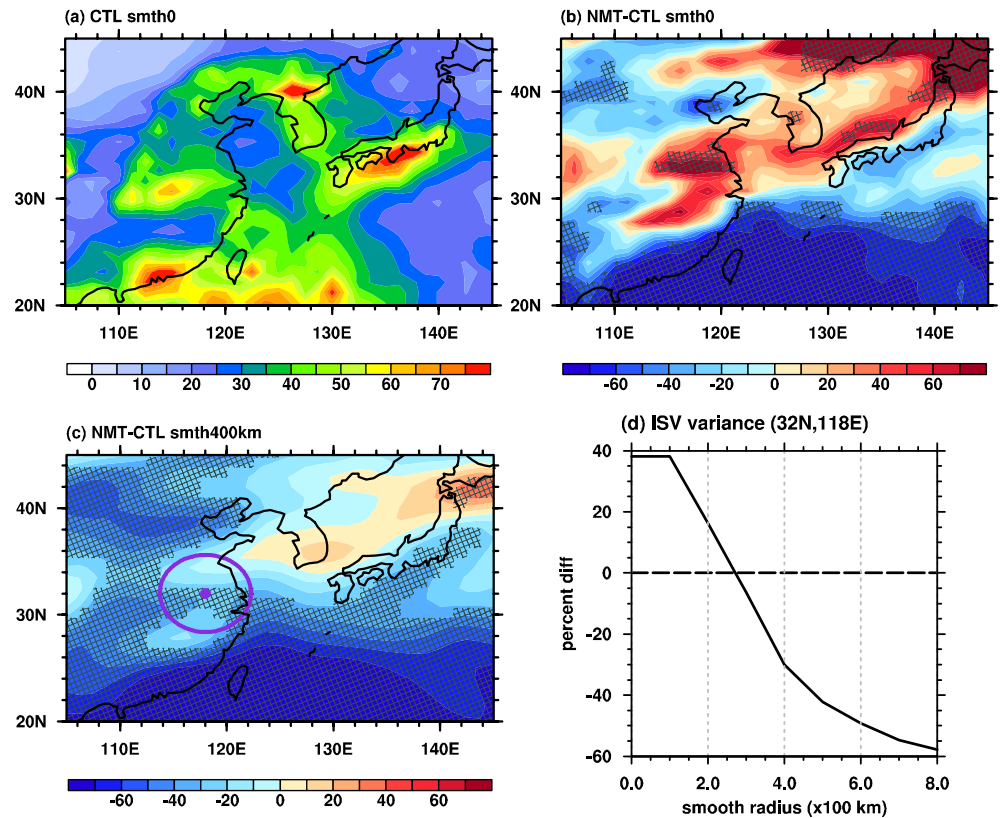 (a) CTL smth0
40N
30N
20N
110E 120E 130E 140E
0 10 20 30 40 50 60 70
(b) NMT-CTL smth0
40N
30N
20N
110E 120E 130E 140E
-60 -40 -20 0 20 40 60
(c) NMT-CTL smth400km
40N
30N
20N
110E 120E 130E 140E
-60 -40 -20 0 20 40 60
(d) ISV variance (32N,118E)
percent diff
40
20
0
-20
-40
-60
0.0 2.0 4.0 6.0 8.0
smooth radius (x100 km)